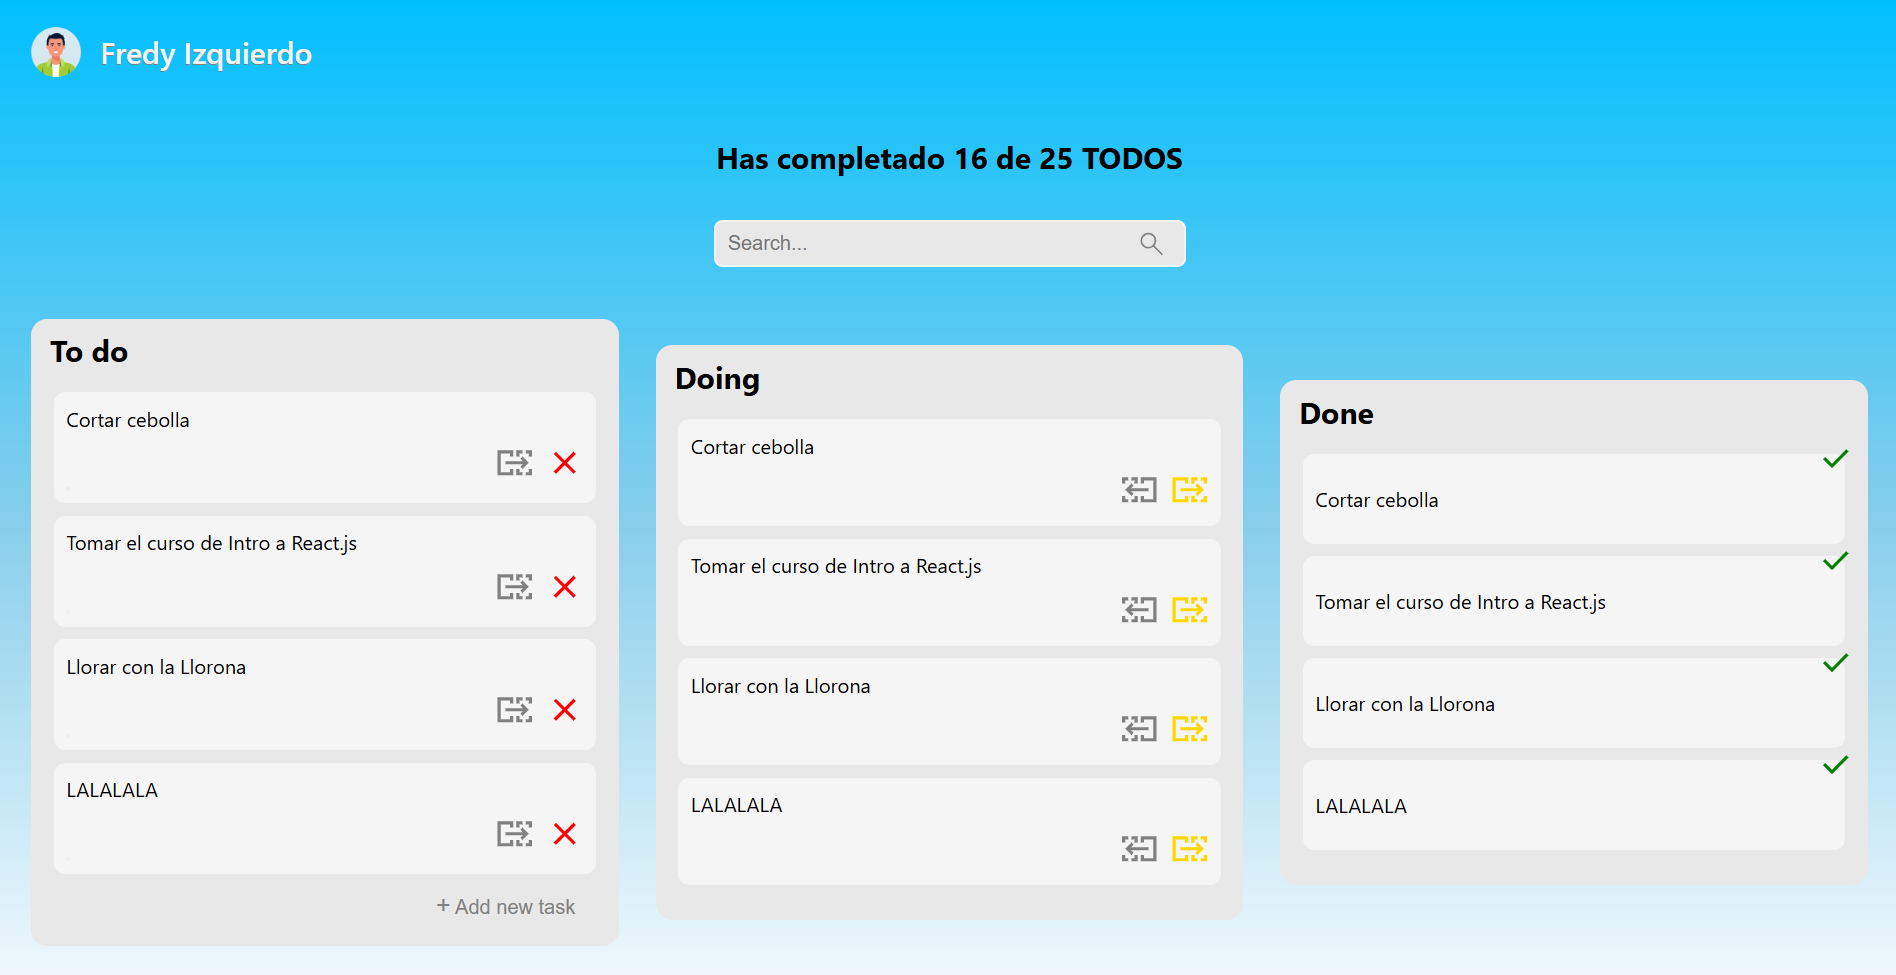 Fredy Izquierdo
Has completado 16 de 25 TODOS
Search...
To do
Cortar cebolla
Tomar el curso de Intro a React.js
Llorar con la Llorona
LALALALA
+ Add new task
Doing
Cortar cebolla
Tomar el curso de Intro a React.js
Llorar con la Llorona
LALALALA
Done
Cortar cebolla
Tomar el curso de Intro a React.js
Llorar con la Llorona
LALALALA